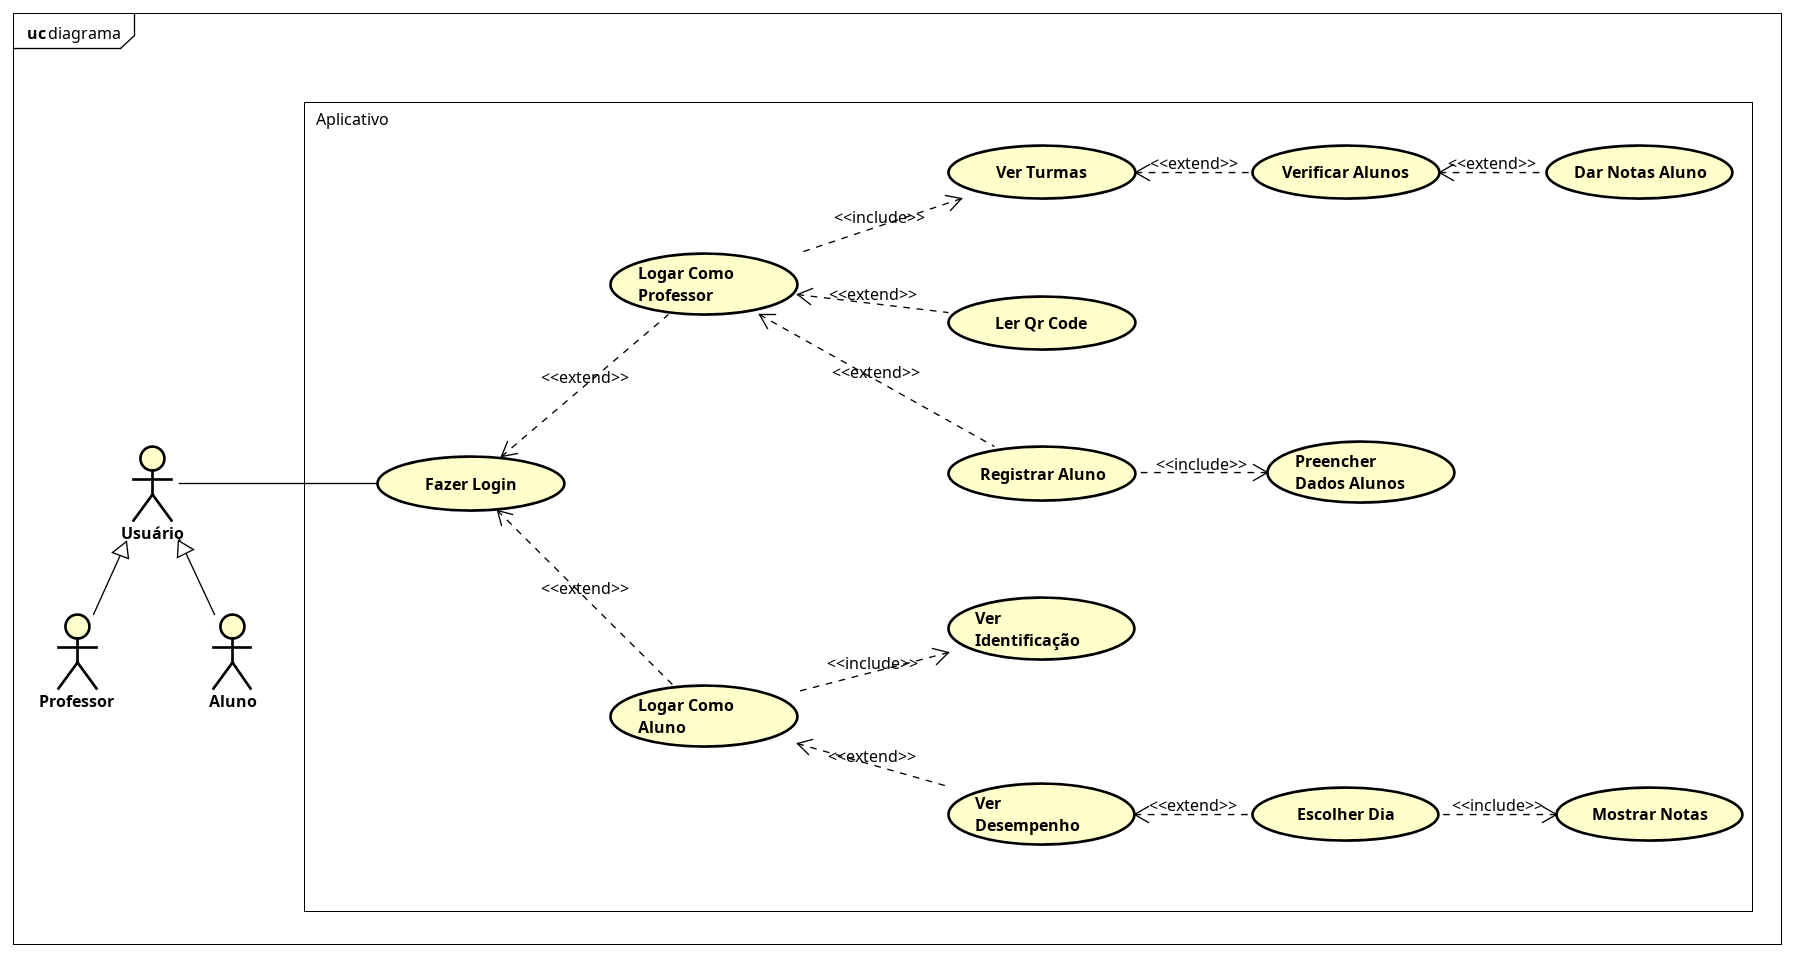 uc diagrama
Aplicativo
Ver Turmas
<<extend>>
Verificar Alunos
<<extend>>
Dar Notas Aluno
<<include>>
Logar Como
Professor
<<extend>>
Ler Qr Code
<<extend>>
<<extend>>
Usuário
Fazer Login
Registrar Aluno
<<include>>
Preencher
Dados Alunos
<<extend>>
Professor
Aluno
Ver
Identificação
<<include>>
Logar Como
Aluno
<<extend>>
Ver
Desempenho
<<extend>>
Escolher Dia
<<include>>
Mostrar Notas